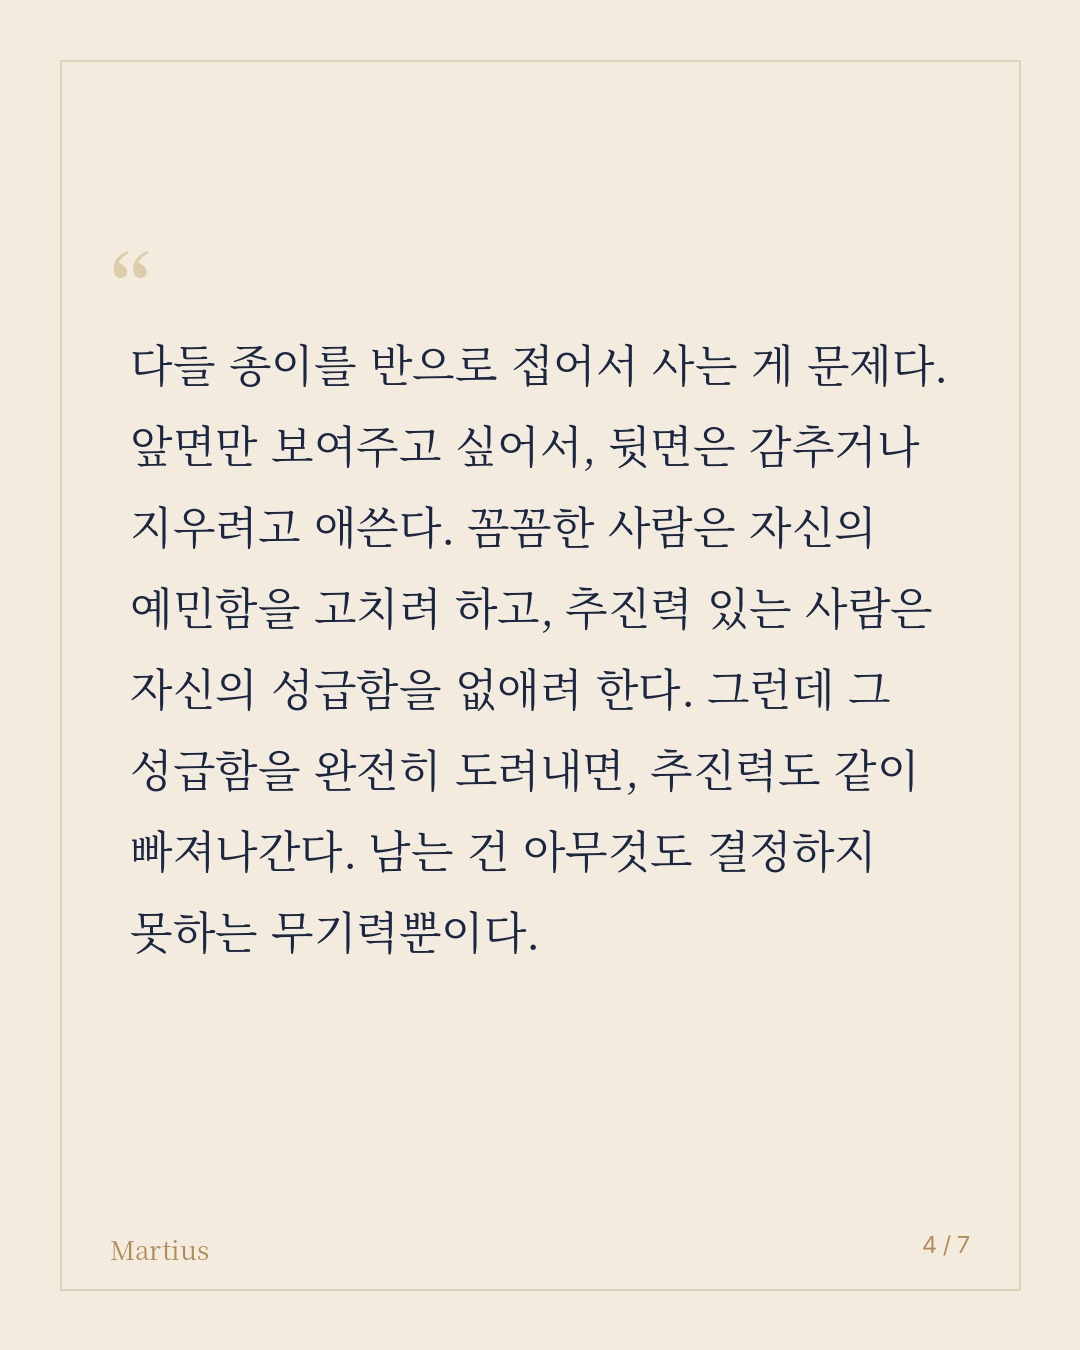 “
다들 종이를 반으로 접어서 사는 게 문제다.
앞면만 보여주고 싶어서, 뒷면은 감추거나
지우려고 애쓴다. 꼼꼼한 사람은 자신의
예민함을 고치려 하고, 추진력 있는 사람은
자신의 성급함을 없애려 한다. 그런데 그
성급함을 완전히 도려내면, 추진력도 같이
빠져나간다. 남는 건 아무것도 결정하지
못하는 무기력뿐이다.
Martius
4 / 7